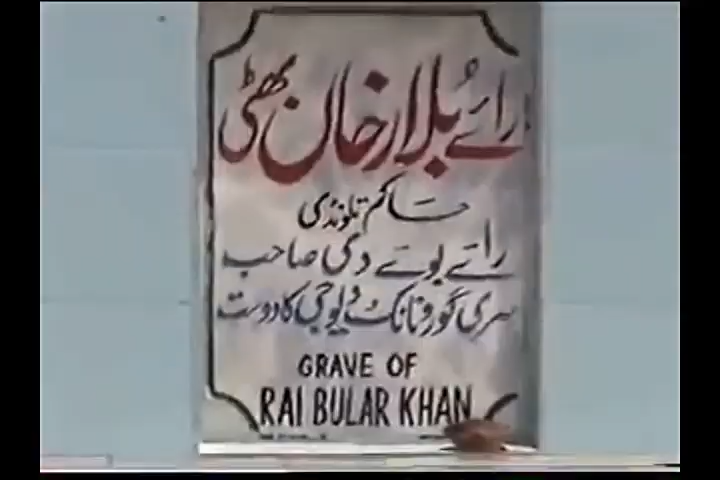 رائے بُلار خان بھٹی
حاکم تلونڈی
رائے بوئے دی صاحب
سری گورو نانک دیو جی کا دوست
GRAVE OF
RAI BULAR KHAN